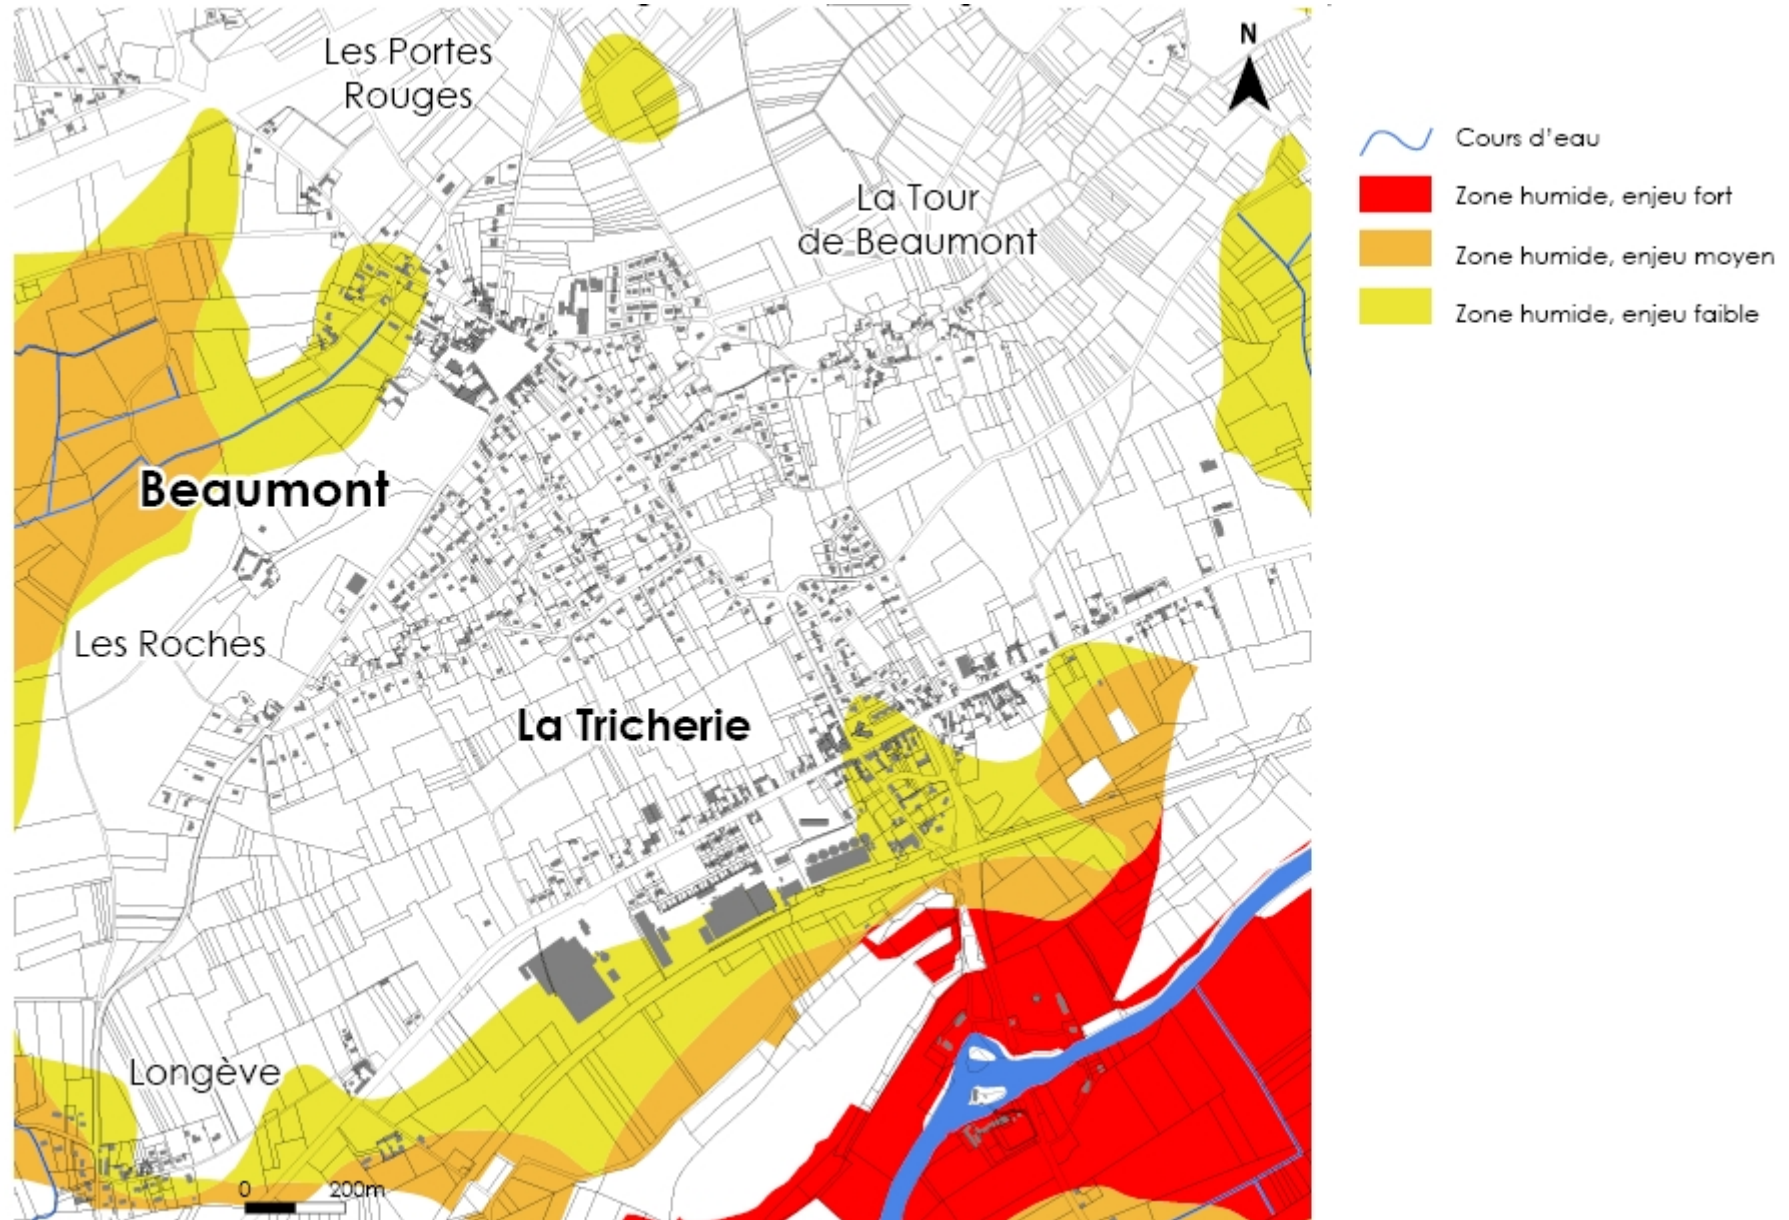 Les Portes
Rouges
N
Cours d'eau
Zone humide, enjeu fort
La Tour
de Beaumont
Zone humide, enjeu moyen
Zone humide, enjeu faible
Beaumont
Les Roches
La Tricherie
Longève
0 200m